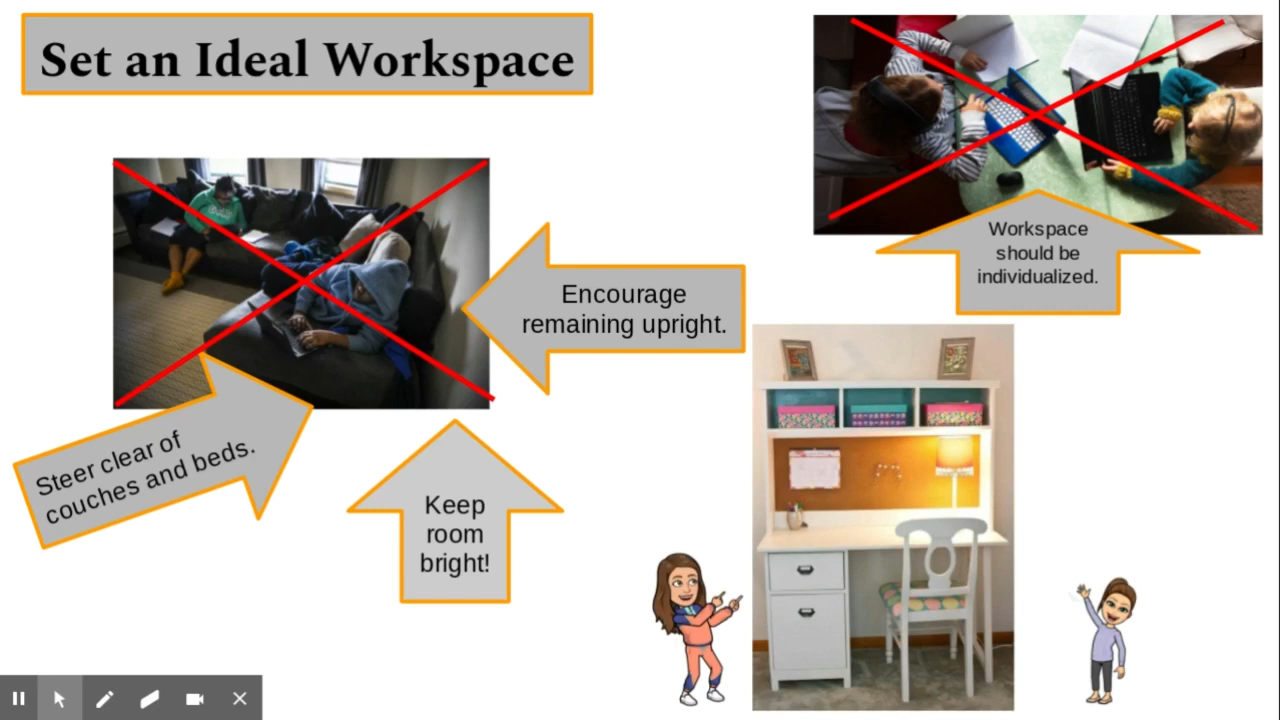 Set an Ideal Workspace
Workspace
should be
individualized.
Encourage
remaining upright.
Steer clear of
couches and beds.
Keep
room
bright!